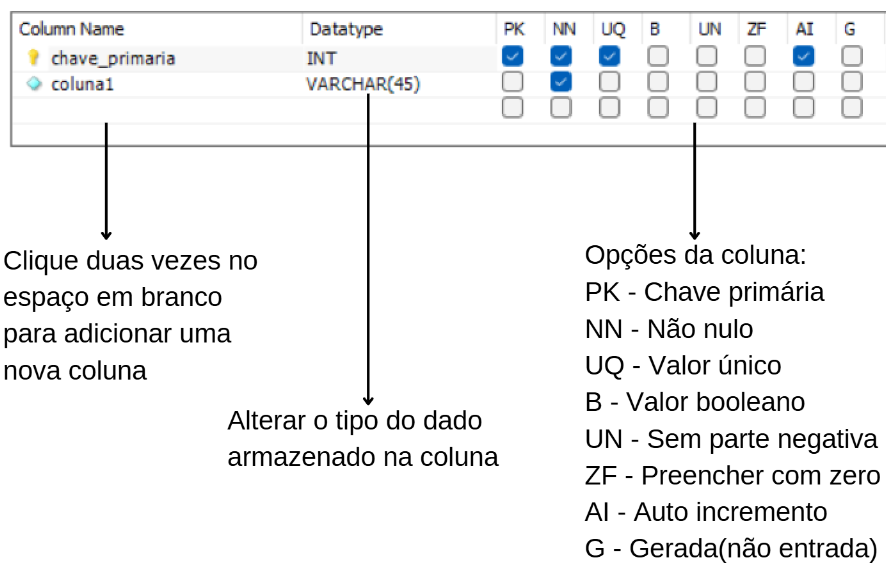 Column Name Datatype PK NN UQ B UN ZF AI G
chave_primaria INT
coluna1 VARCHAR(45)
Clique duas vezes no
espaço em branco
para adicionar uma
nova coluna
Alterar o tipo do dado
armazenado na coluna
Opções da coluna:
PK - Chave primária
NN - Não nulo
UQ - Valor único
B - Valor booleano
UN - Sem parte negativa
ZF - Preencher com zero
AI - Auto incremento
G - Gerada(não entrada)